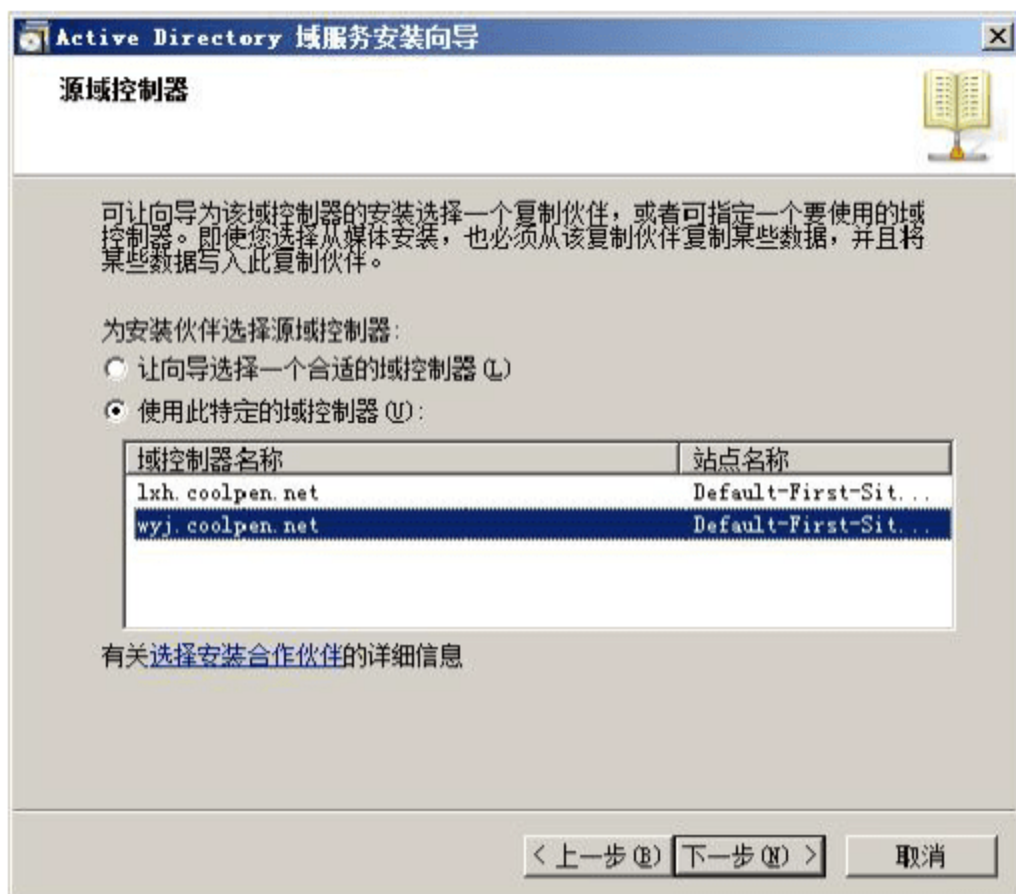 Active Directory 域服务安装向导
源域控制器
可让向导为该域控制器的安装选择一个复制伙伴，或者可指定一个要使用的域
控制器。即使您选择从媒体安装，也必须从该复制伙伴复制某些数据，并且将
某些数据写入此复制伙伴。
为安装伙伴选择源域控制器:
让向导选择一个合适的域控制器(L)
使用此特定的域控制器(U):
域控制器名称 站点名称
lxh.coolpen.net Default-First-Sit...
wyj.coolpen.net Default-First-Sit...
有关选择安装合作伙伴的详细信息
< 上一步(B) 下一步(N) > 取消